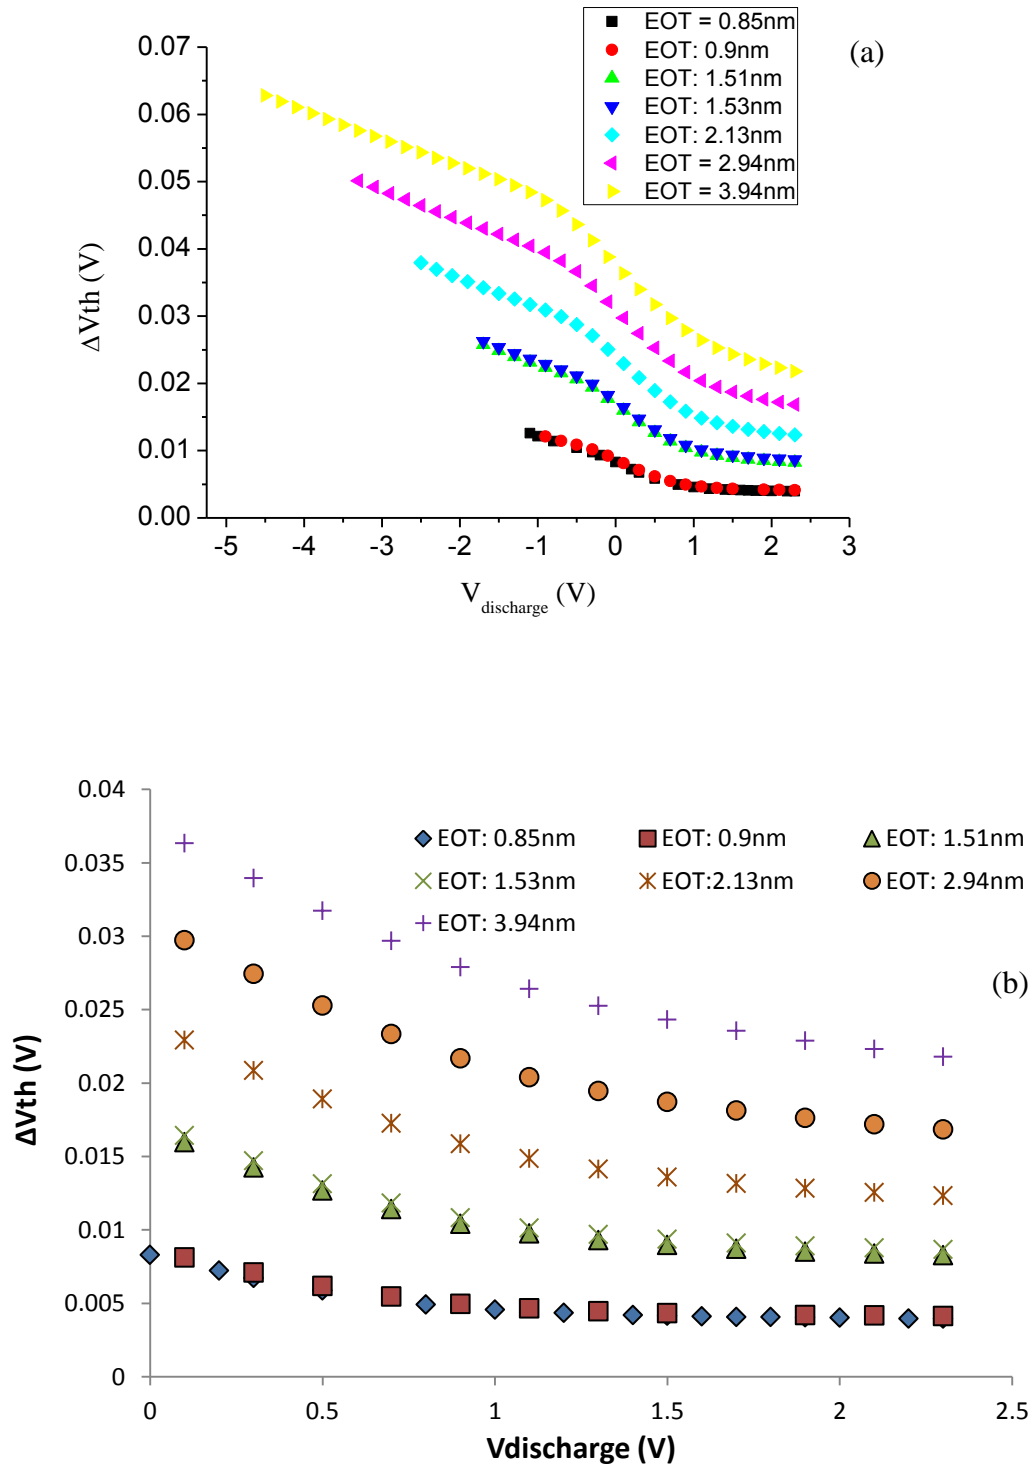 EOT = 0.85nm
EOT: 0.9nm
EOT: 1.51nm
EOT: 1.53nm
EOT: 2.13nm
EOT = 2.94nm
EOT = 3.94nm
(a)
0.07
0.06
0.05
0.04
0.03
0.02
0.01
0.00
ΔVth (V)
-5 -4 -3 -2 -1 0 1 2 3
Vdischarge (V)
0.04
0.035
0.03
0.025
0.02
0.015
0.01
0.005
0
ΔVth (V)
EOT: 0.85nm EOT: 0.9nm EOT: 1.51nm
EOT: 1.53nm EOT:2.13nm EOT: 2.94nm
EOT: 3.94nm
(b)
0 0.5 1 1.5 2 2.5
Vdischarge (V)